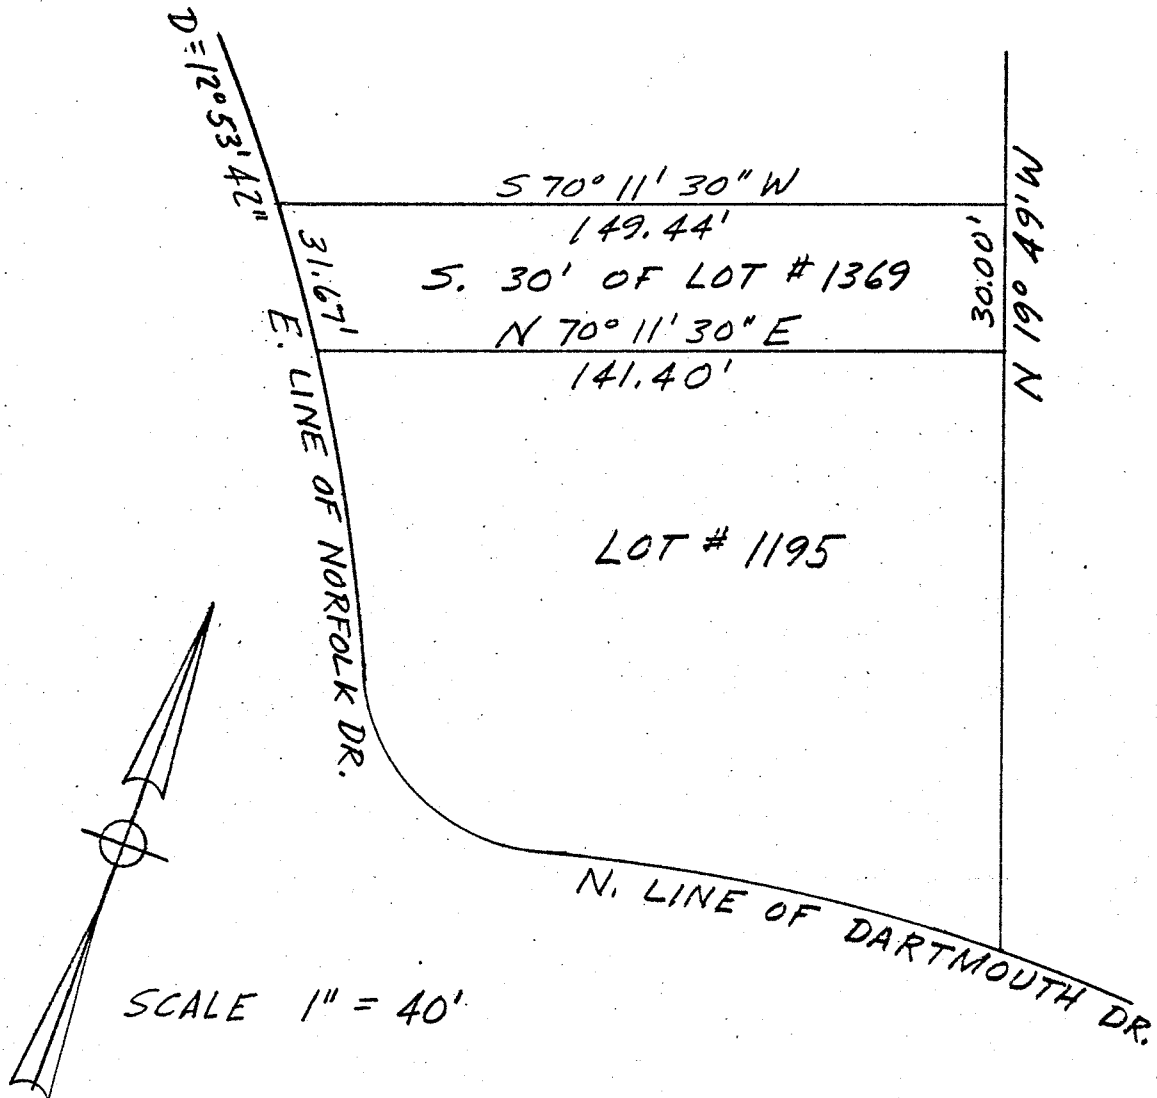 D = 12° 53' 42"
S 70° 11' 30" W
149.44'
S. 30' OF LOT # 1369
N 70° 11' 30" E
141.40'
31.67'
30.00'
N 19° 49' W
E. LINE OF NORFOLK DR.
LOT # 1195
N. LINE OF DARTMOUTH DR.
SCALE 1" = 40'